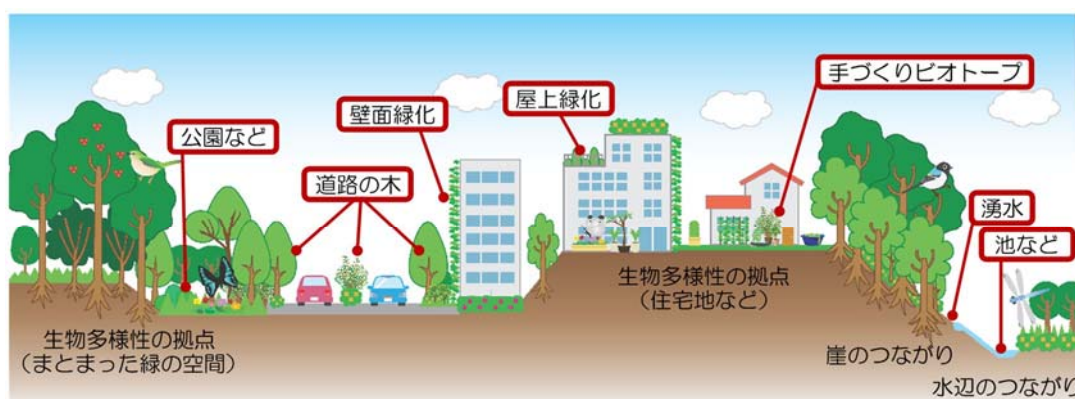 公園など
道路の木
壁面緑化
屋上緑化
手づくりビオトープ
湧水
池など
生物多様性の拠点
（まとまった緑の空間）
生物多様性の拠点
（住宅地など）
崖のつながり
水辺のつながり